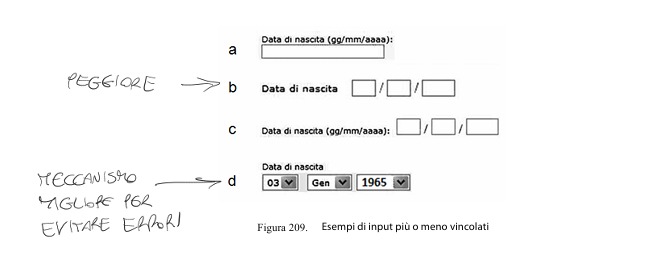 Data di nascita (gg/mm/aaaa):
a
PEGGIORE
b
Data di nascita / /
c
Data di nascita (gg/mm/aaaa): / /
Data di nascita
MECCANISMO
d
03 Gen 1965
MIGLIORE PER
EVITARE ERRORI
Figura 209. Esempi di input più o meno vincolati